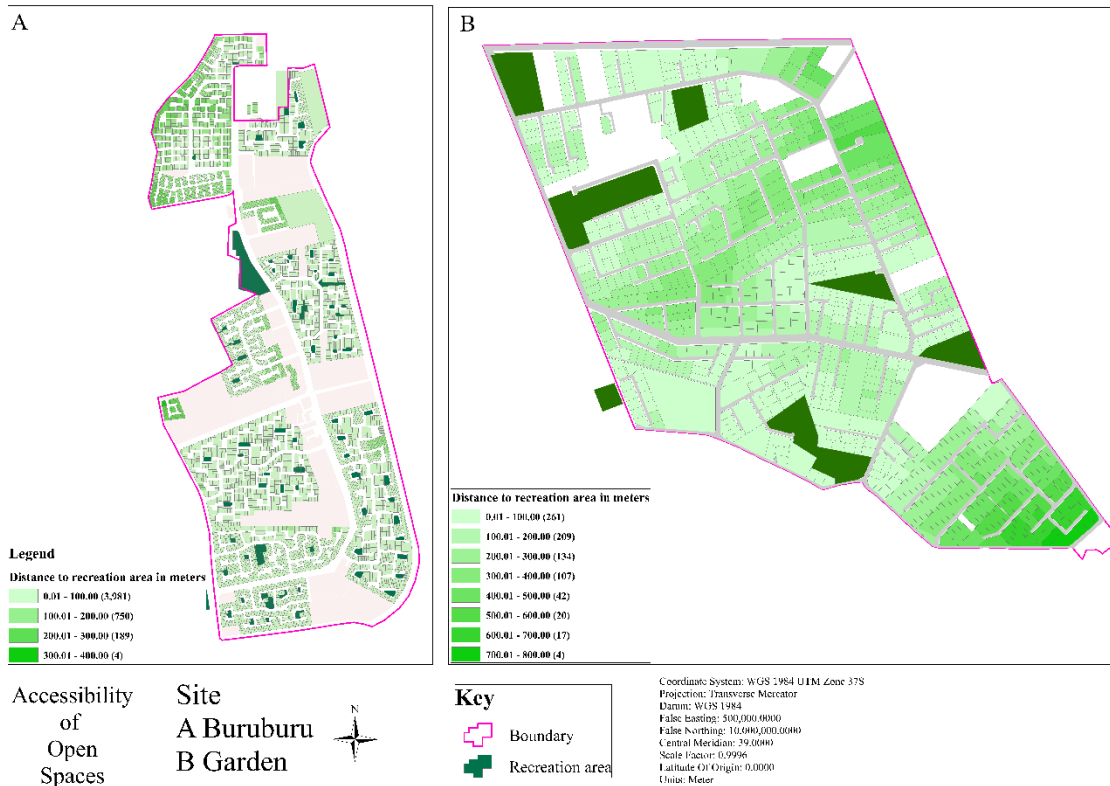 A
Legend
Distance to recreation area in meters
0.01 - 100.00 (3,981)
100.01 - 200.00 (750)
200.01 - 300.00 (189)
300.01 - 400.00 (4)
B
Distance to recreation area in meters
0.01 - 100.00 (261)
100.01 - 200.00 (209)
200.01 - 300.00 (134)
300.01 - 400.00 (107)
400.01 - 500.00 (42)
500.01 - 600.00 (20)
600.01 - 700.00 (17)
700.01 - 800.00 (4)
Accessibility
of
Open
Spaces
Site
A Buruburu
B Garden
N
Key
Boundary
Recreation area
Coordinate System: WGS 1984 UTM Zone 37S
Projection: Transverse Mercator
Datum: WGS 1984
False Easting: 500,000.0000
False Northing: 10,000,000.0000
Central Meridian: 39.0000
Scale Factor: 0.9996
Latitude Of Origin: 0.0000
Units: Meter